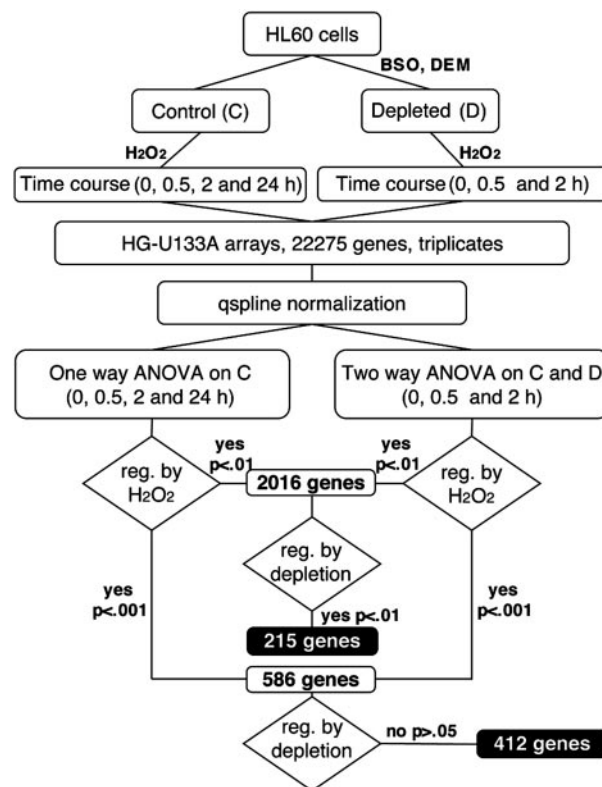 HL60 cells
BSO, DEM
Control (C)
Depleted (D)
H2O2
H2O2
Time course (0, 0.5, 2 and 24 h)
Time course (0, 0.5 and 2 h)
HG-U133A arrays, 22275 genes, triplicates
qspline normalization
One way ANOVA on C
(0, 0.5, 2 and 24 h)
Two way ANOVA on C and D
(0, 0.5 and 2 h)
reg. by
H2O2
yes
p<.01
2016 genes
yes
p<.01
reg. by
H2O2
reg. by
depletion
yes
p<.001
yes p<.01
yes
p<.001
215 genes
586 genes
reg. by
depletion
no p>.05
412 genes